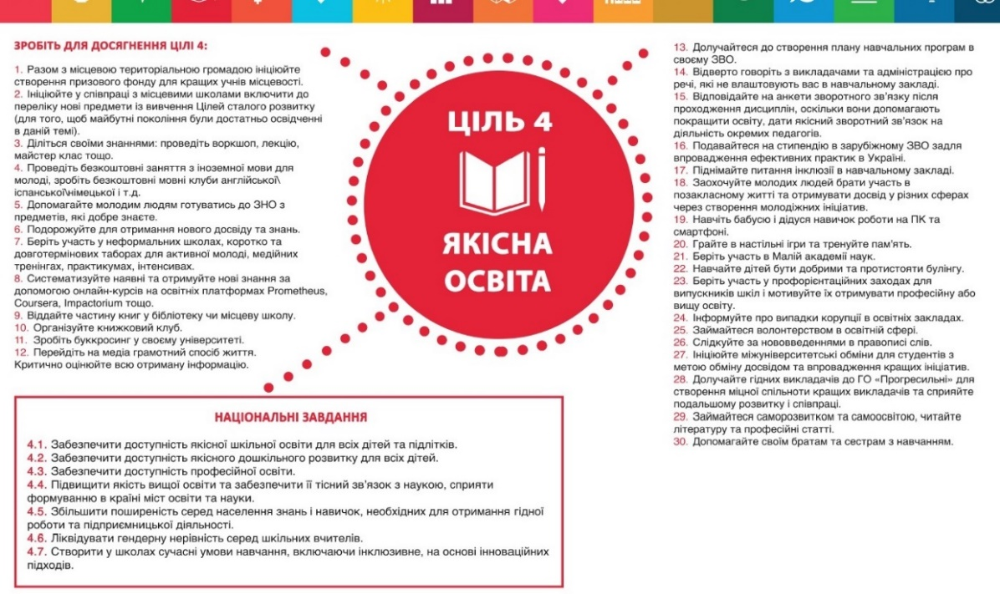 ЗРОБІТЬ ДЛЯ ДОСЯГНЕННЯ ЦІЛІ 4:
1. Разом з місцевою територіальною громадою ініціюйте
створення призового фонду для кращих учнів місцевості.
2. Ініціюйте у співпраці з місцевими школами включити до
переліку нові предмети із вивчення Цілей сталого розвитку
(для того, щоб майбутні покоління були достатньо освідченні
в даній темі).
3. Діліться своїми знаннями: проведіть воркшоп, лекцію,
майстер клас тощо.
4. Проведіть безкоштовні заняття з іноземної мови для
молоді, зробіть безкоштовні мовні клуби англійської\
іспанської\німецької і т.д.
5. Допомагайте молодим людям готуватись до ЗНО з
предметів, які добре знаєте.
6. Подорожуйте для отримання нового досвіду та знань.
7. Беріть участь у неформальних школах, коротко та
довготермінових таборах для активної молоді, медійних
тренінгах, практикумах, інтенсивах.
8. Систематизуйте наявні та отримуйте нові знання за
допомогою онлайн-курсів на освітніх платформах Prometheus,
Coursera, Impactorium тощо.
9. Віддайте частину книг у бібліотеку чи місцеву школу.
10. Організуйте книжковий клуб.
11. Зробіть буккросинг у своєму університеті.
12. Перейдіть на медіа грамотний спосіб життя.
Критично оцінюйте всю отриману інформацію.
ЦІЛЬ 4
ЯКІСНА
ОСВІТА
13. Долучайтеся до створення плану навчальних програм в
своєму ЗВО.
14. Відверто говоріть з викладачами та адміністрацією про
речі, які не влаштовують вас в навчальному закладі.
15. Відповідайте на анкети зворотного зв’язку після
проходження дисциплін, оскільки вони допомагають
покращити освіту, дати якісний зворотній зв’язок на
діяльність окремих педагогів.
16. Подавайтеся на стипендію в зарубіжному ЗВО задля
впровадження ефективних практик в Україні.
17. Піднімайте питання інклюзії в навчальному закладі.
18. Заохочуйте молодих людей брати участь в
позакласному житті та отримувати досвід у різних сферах
через створення молодіжних ініціатив.
19. Навчіть бабусю і дідуся навичок роботи на ПК та
смартфоні.
20. Грайте в настільні ігри та тренуйте пам’ять.
21. Беріть участь в Малій академії наук.
22. Навчайте дітей бути добрими та протистояти булінгу.
23. Беріть участь у профорієнтаційних заходах для
випускників шкіл і мотивуйте їх отримувати професійну або
вищу освіту.
24. Інформуйте про випадки корупції в освітніх закладах.
25. Займайтеся волонтерством в освітній сфері.
26. Слідкуйте за нововведеннями в правописі слів.
27. Ініціюйте міжуніверситетські обміни для студентів з
метою обміну досвідом та впровадження кращих ініціатив.
28. Долучайте гідних викладачів до ГО «Прогресильні» для
створення міцної спільноти кращих викладачів та сприяйте
подальшому розвитку і співпраці.
29. Займайтеся саморозвитком та самоосвітою, читайте
літературу та професійні статті.
30. Допомагайте своїм братам та сестрам з навчанням.
НАЦІОНАЛЬНІ ЗАВДАННЯ
4.1. Забезпечити доступність якісної шкільної освіти для всіх дітей та підлітків.
4.2. Забезпечити доступність якісного дошкільного розвитку для всіх дітей.
4.3. Забезпечити доступність професійної освіти.
4.4. Підвищити якість вищої освіти та забезпечити її тісний зв’язок з наукою, сприяти
формуванню в країні міст освіти та науки.
4.5. Збільшити поширеність серед населення знань і навичок, необхідних для отримання гідної
роботи та підприємницької діяльності.
4.6. Ліквідувати гендерну нерівність серед шкільних вчителів.
4.7. Створити у школах сучасні умови навчання, включаючи інклюзивне, на основі інноваційних
підходів.